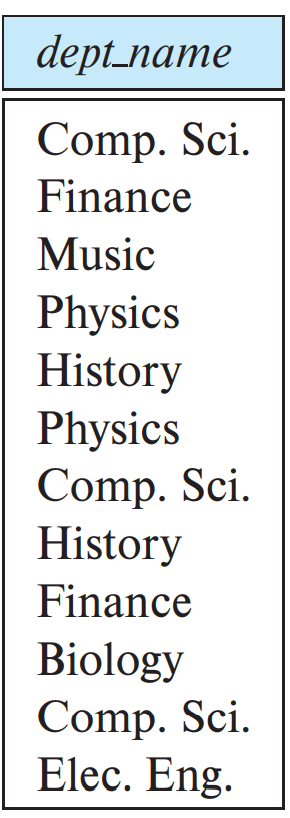 dept_name
Comp. Sci.
Finance
Music
Physics
History
Physics
Comp. Sci.
History
Finance
Biology
Comp. Sci.
Elec. Eng.